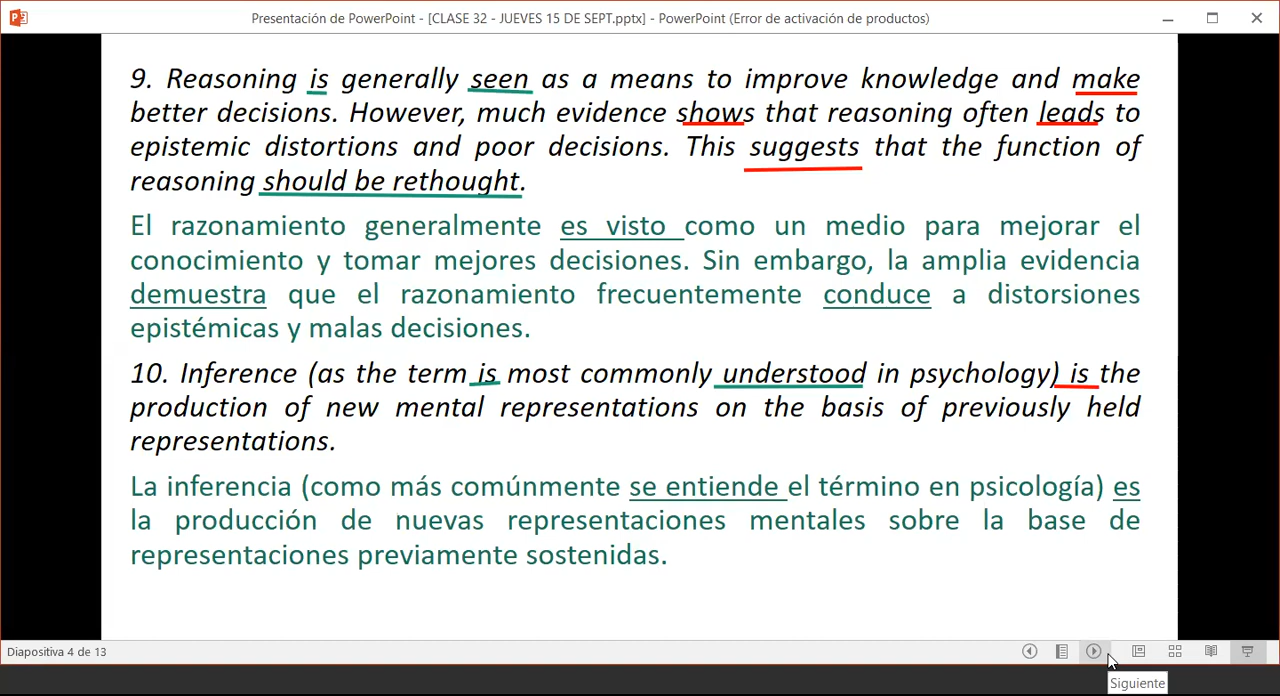 Presentación de PowerPoint - [CLASE 32 - JUEVES 15 DE SEPT.pptx] - PowerPoint (Error de activación de productos)
9. Reasoning is generally seen as a means to improve knowledge and make
better decisions. However, much evidence shows that reasoning often leads to
epistemic distortions and poor decisions. This suggests that the function of
reasoning should be rethought.
El razonamiento generalmente es visto como un medio para mejorar el
conocimiento y tomar mejores decisiones. Sin embargo, la amplia evidencia
demuestra que el razonamiento frecuentemente conduce a distorsiones
epistémicas y malas decisiones.
10. Inference (as the term is most commonly understood in psychology) is the
production of new mental representations on the basis of previously held
representations.
La inferencia (como más comúnmente se entiende el término en psicología) es
la producción de nuevas representaciones mentales sobre la base de
representaciones previamente sostenidas.
Diapositiva 4 de 13
Siguiente